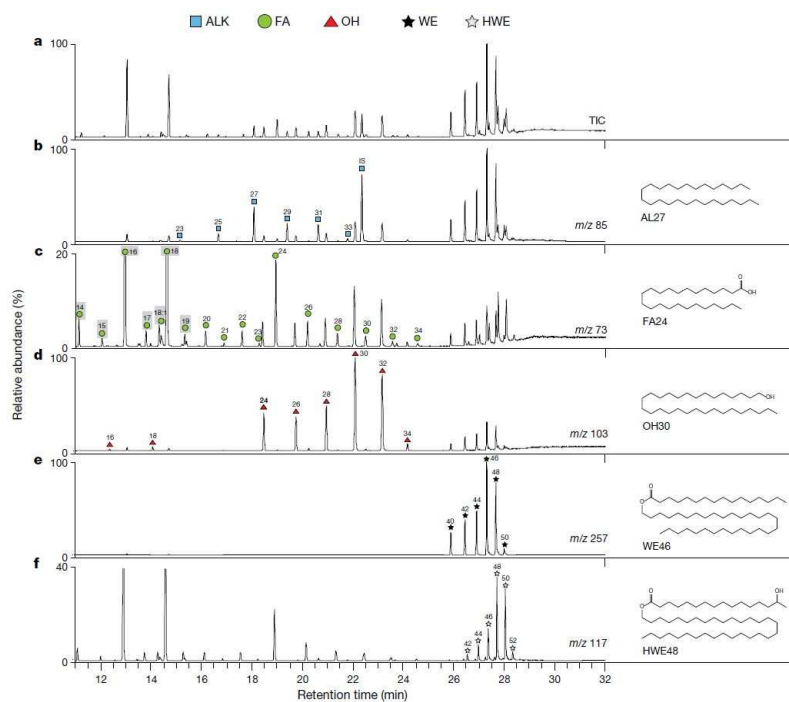 ALK FA OH WE HWE
a
100
0
TIC
b
100
0
23 25 27 29 31 33 IS
m/z 85
AL27
c
20
0
14 15 16 17 18:1 18 19 20 21 22 23 24 26 28 30 32 34
m/z 73
O
OH
FA24
d
100
0
16 18 24 26 28 30 32 34
m/z 103
OH
OH30
e
100
0
40 42 44 46 48 50
m/z 257
O
O
WE46
f
40
0
42 44 46 48 50 52
m/z 117
O
OH
O
HWE48
Relative abundance (%)
12 14 16 18 20 22 24 26 28 30 32
Retention time (min)